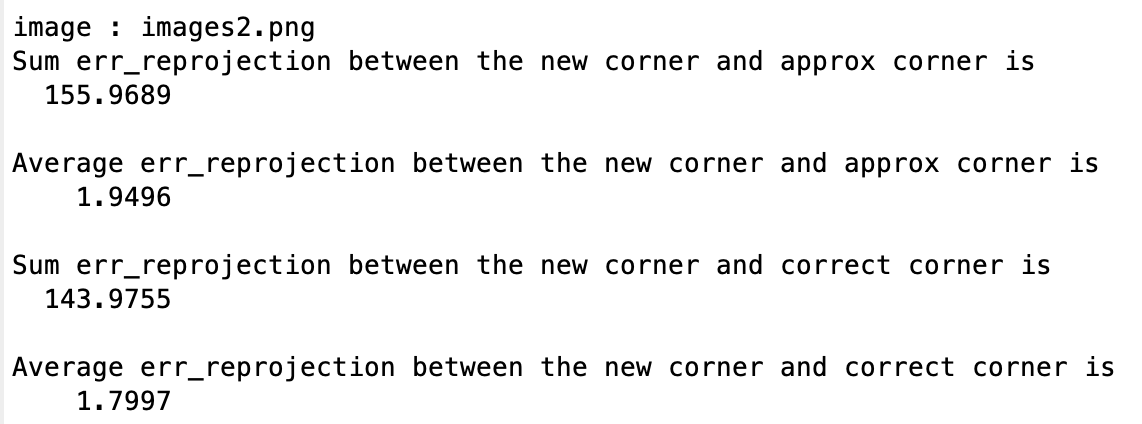 image : images2.png
Sum err_reprojection between the new corner and approx corner is
155.9689
Average err_reprojection between the new corner and approx corner is
1.9496
Sum err_reprojection between the new corner and correct corner is
143.9755
Average err_reprojection between the new corner and correct corner is
1.7997